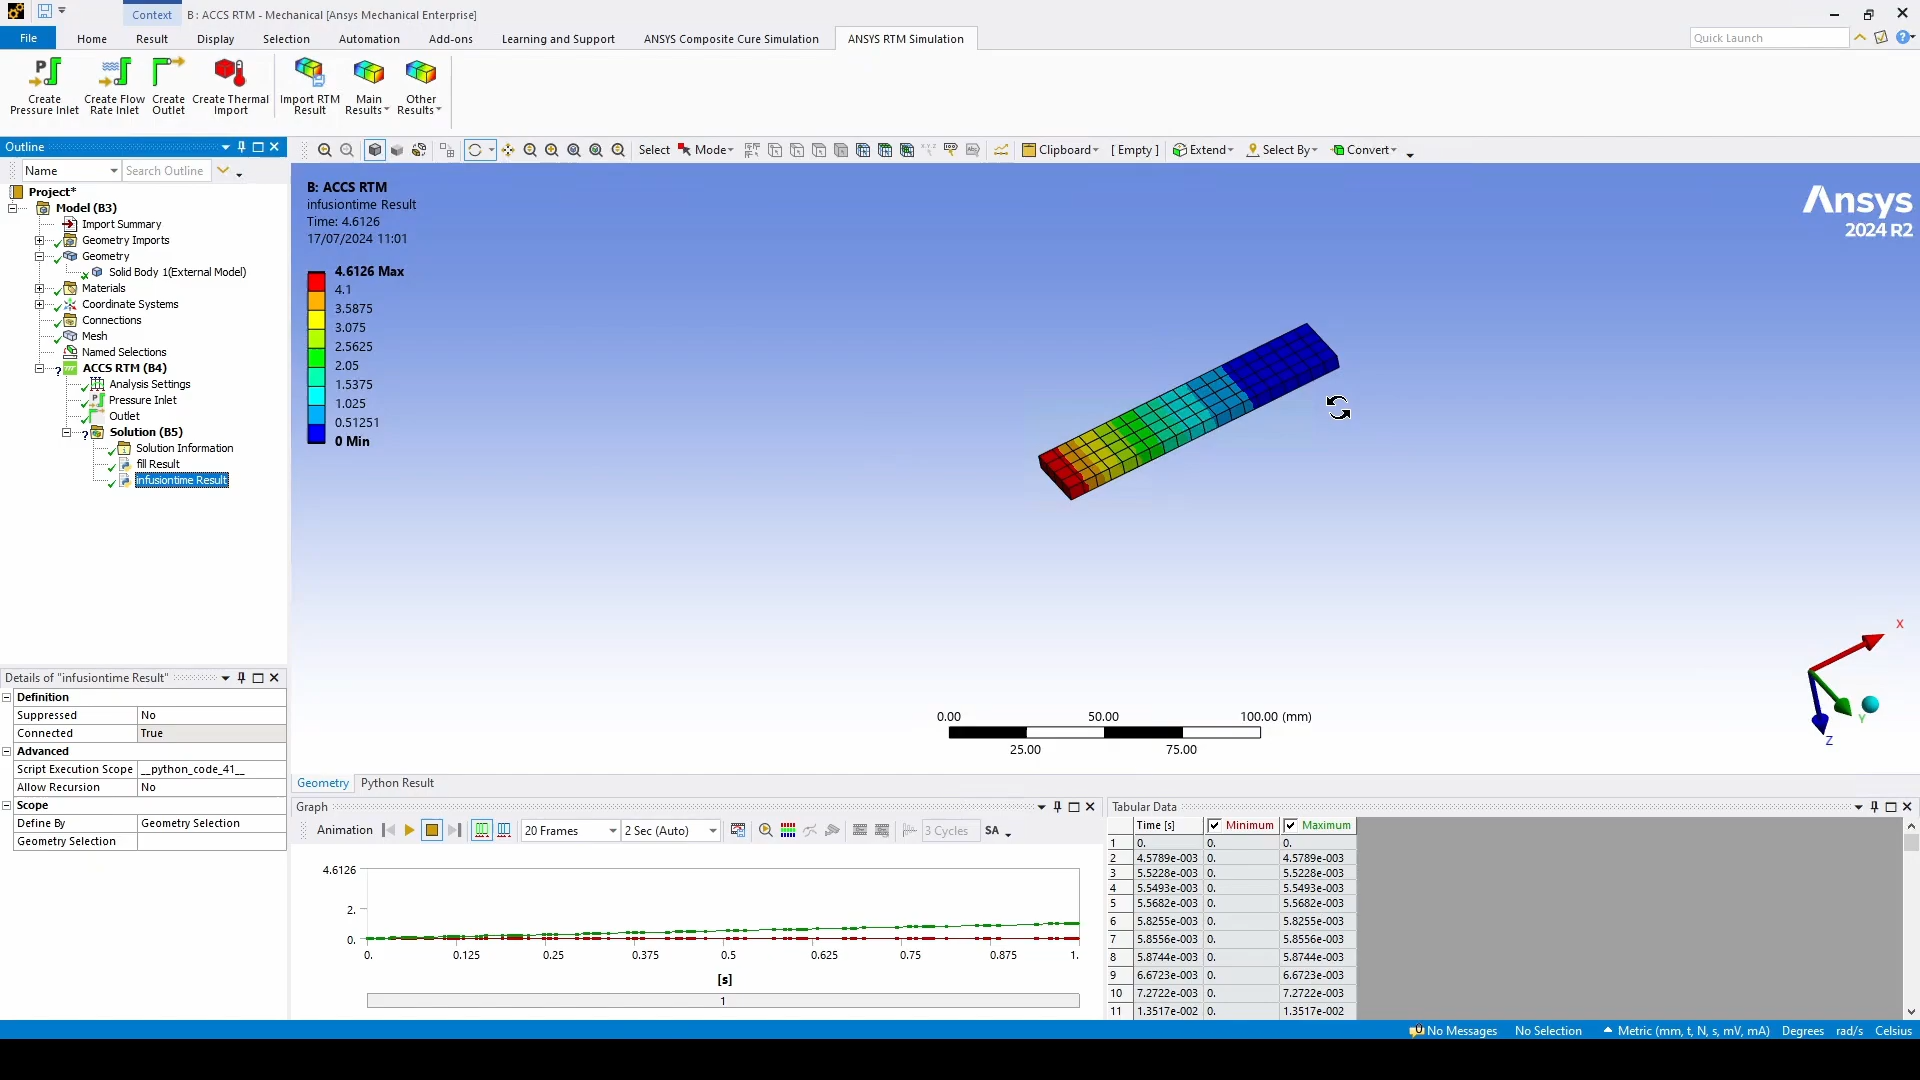 Context
B : ACCS RTM - Mechanical [Ansys Mechanical Enterprise]
File
Home
Result
Display
Selection
Automation
Add-ons
Learning and Support
ANSYS Composite Cure Simulation
ANSYS RTM Simulation
Quick Launch
Create
Pressure Inlet
Create Flow
Rate Inlet
Create
Outlet
Create Thermal
Import
Import RTM
Result
Main
Results
Other
Results
Outline
Name
Search Outline
Project*
Model (B3)
Import Summary
Geometry Imports
Geometry
Solid Body 1(External Model)
Materials
Coordinate Systems
Connections
Mesh
Named Selections
ACCS RTM (B4)
Analysis Settings
Pressure Inlet
Outlet
Solution (B5)
Solution Information
fill Result
infusiontime Result
Select
Mode
Clipboard
[ Empty ]
Extend
Select By
Convert
B: ACCS RTM
infusiontime Result
Time: 4.6126
17/07/2024 11:01
4.6126 Max
4.1
3.5875
3.075
2.5625
2.05
1.5375
1.025
0.51251
0 Min
Ansys
2024 R2
X
Y
Z
0.00
50.00
100.00 (mm)
25.00
75.00
Details of "infusiontime Result"
Definition
Suppressed No
Connected True
Advanced
Script Execution Scope __python_code_41__
Allow Recursion No
Scope
Define By Geometry Selection
Geometry Selection
Geometry
Python Result
Graph
Animation
20 Frames
2 Sec (Auto)
3 Cycles
SA
4.6126
2.
0.
0. 0.125 0.25 0.375 0.5 0.625 0.75 0.875 1.
[s]
1
Tabular Data
Time [s] Minimum Maximum
1 0. 0. 0.
2 4.5789e-003 0. 4.5789e-003
3 5.5228e-003 0. 5.5228e-003
4 5.5493e-003 0. 5.5493e-003
5 5.5682e-003 0. 5.5682e-003
6 5.8255e-003 0. 5.8255e-003
7 5.8556e-003 0. 5.8556e-003
8 5.8744e-003 0. 5.8744e-003
9 6.6723e-003 0. 6.6723e-003
10 7.2722e-003 0. 7.2722e-003
11 1.3517e-002 0. 1.3517e-002
No Messages
No Selection
Metric (mm, t, N, s, mV, mA)
Degrees
rad/s
Celsius